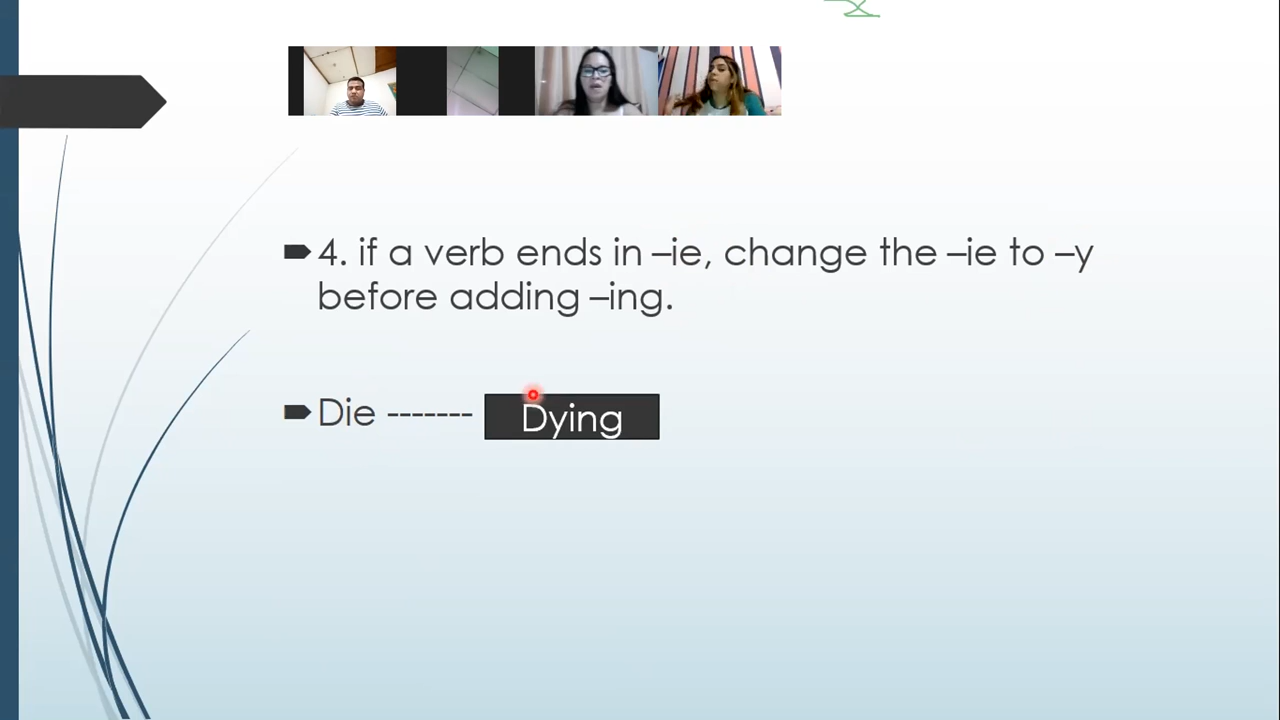 4. if a verb ends in –ie, change the –ie to –y
before adding –ing.
Die ------- Dying